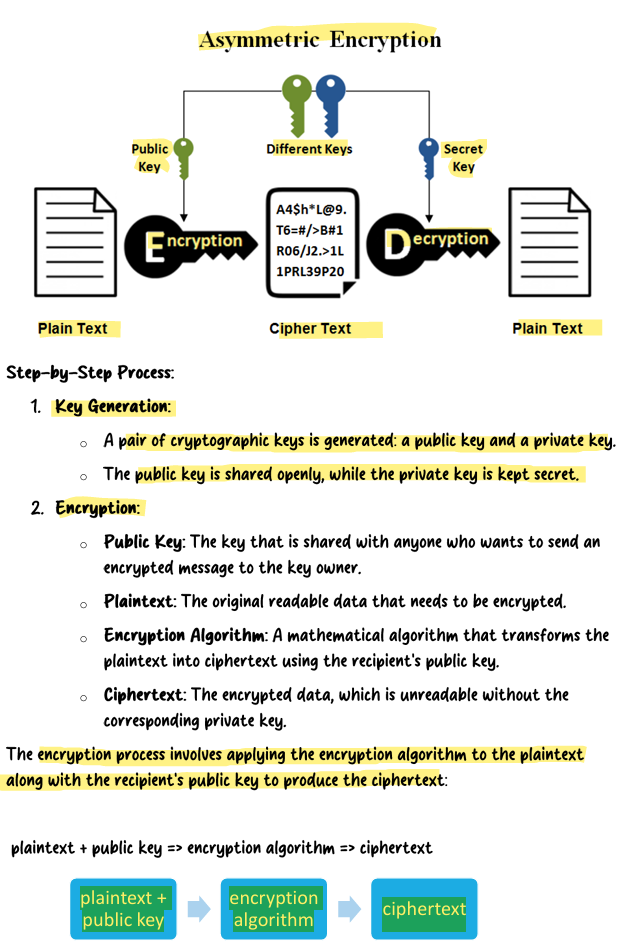 Asymmetric Encryption
Public
Key
Different Keys
Secret
Key
Encryption
A4$h*L@9.
T6=#/>B#1
R06/J2.>1L
1PRL39P20
Decryption
Plain Text
Cipher Text
Plain Text
Step-by-Step Process:
1. Key Generation:
○ A pair of cryptographic keys is generated: a public key and a private key.
○ The public key is shared openly, while the private key is kept secret.
2. Encryption:
○ Public Key: The key that is shared with anyone who wants to send an
encrypted message to the key owner.
○ Plaintext: The original readable data that needs to be encrypted.
○ Encryption Algorithm: A mathematical algorithm that transforms the
plaintext into ciphertext using the recipient's public key.
○ Ciphertext: The encrypted data, which is unreadable without the
corresponding private key.
The encryption process involves applying the encryption algorithm to the plaintext
along with the recipient's public key to produce the ciphertext:
plaintext + public key => encryption algorithm => ciphertext
plaintext +
public key
encryption
algorithm
ciphertext